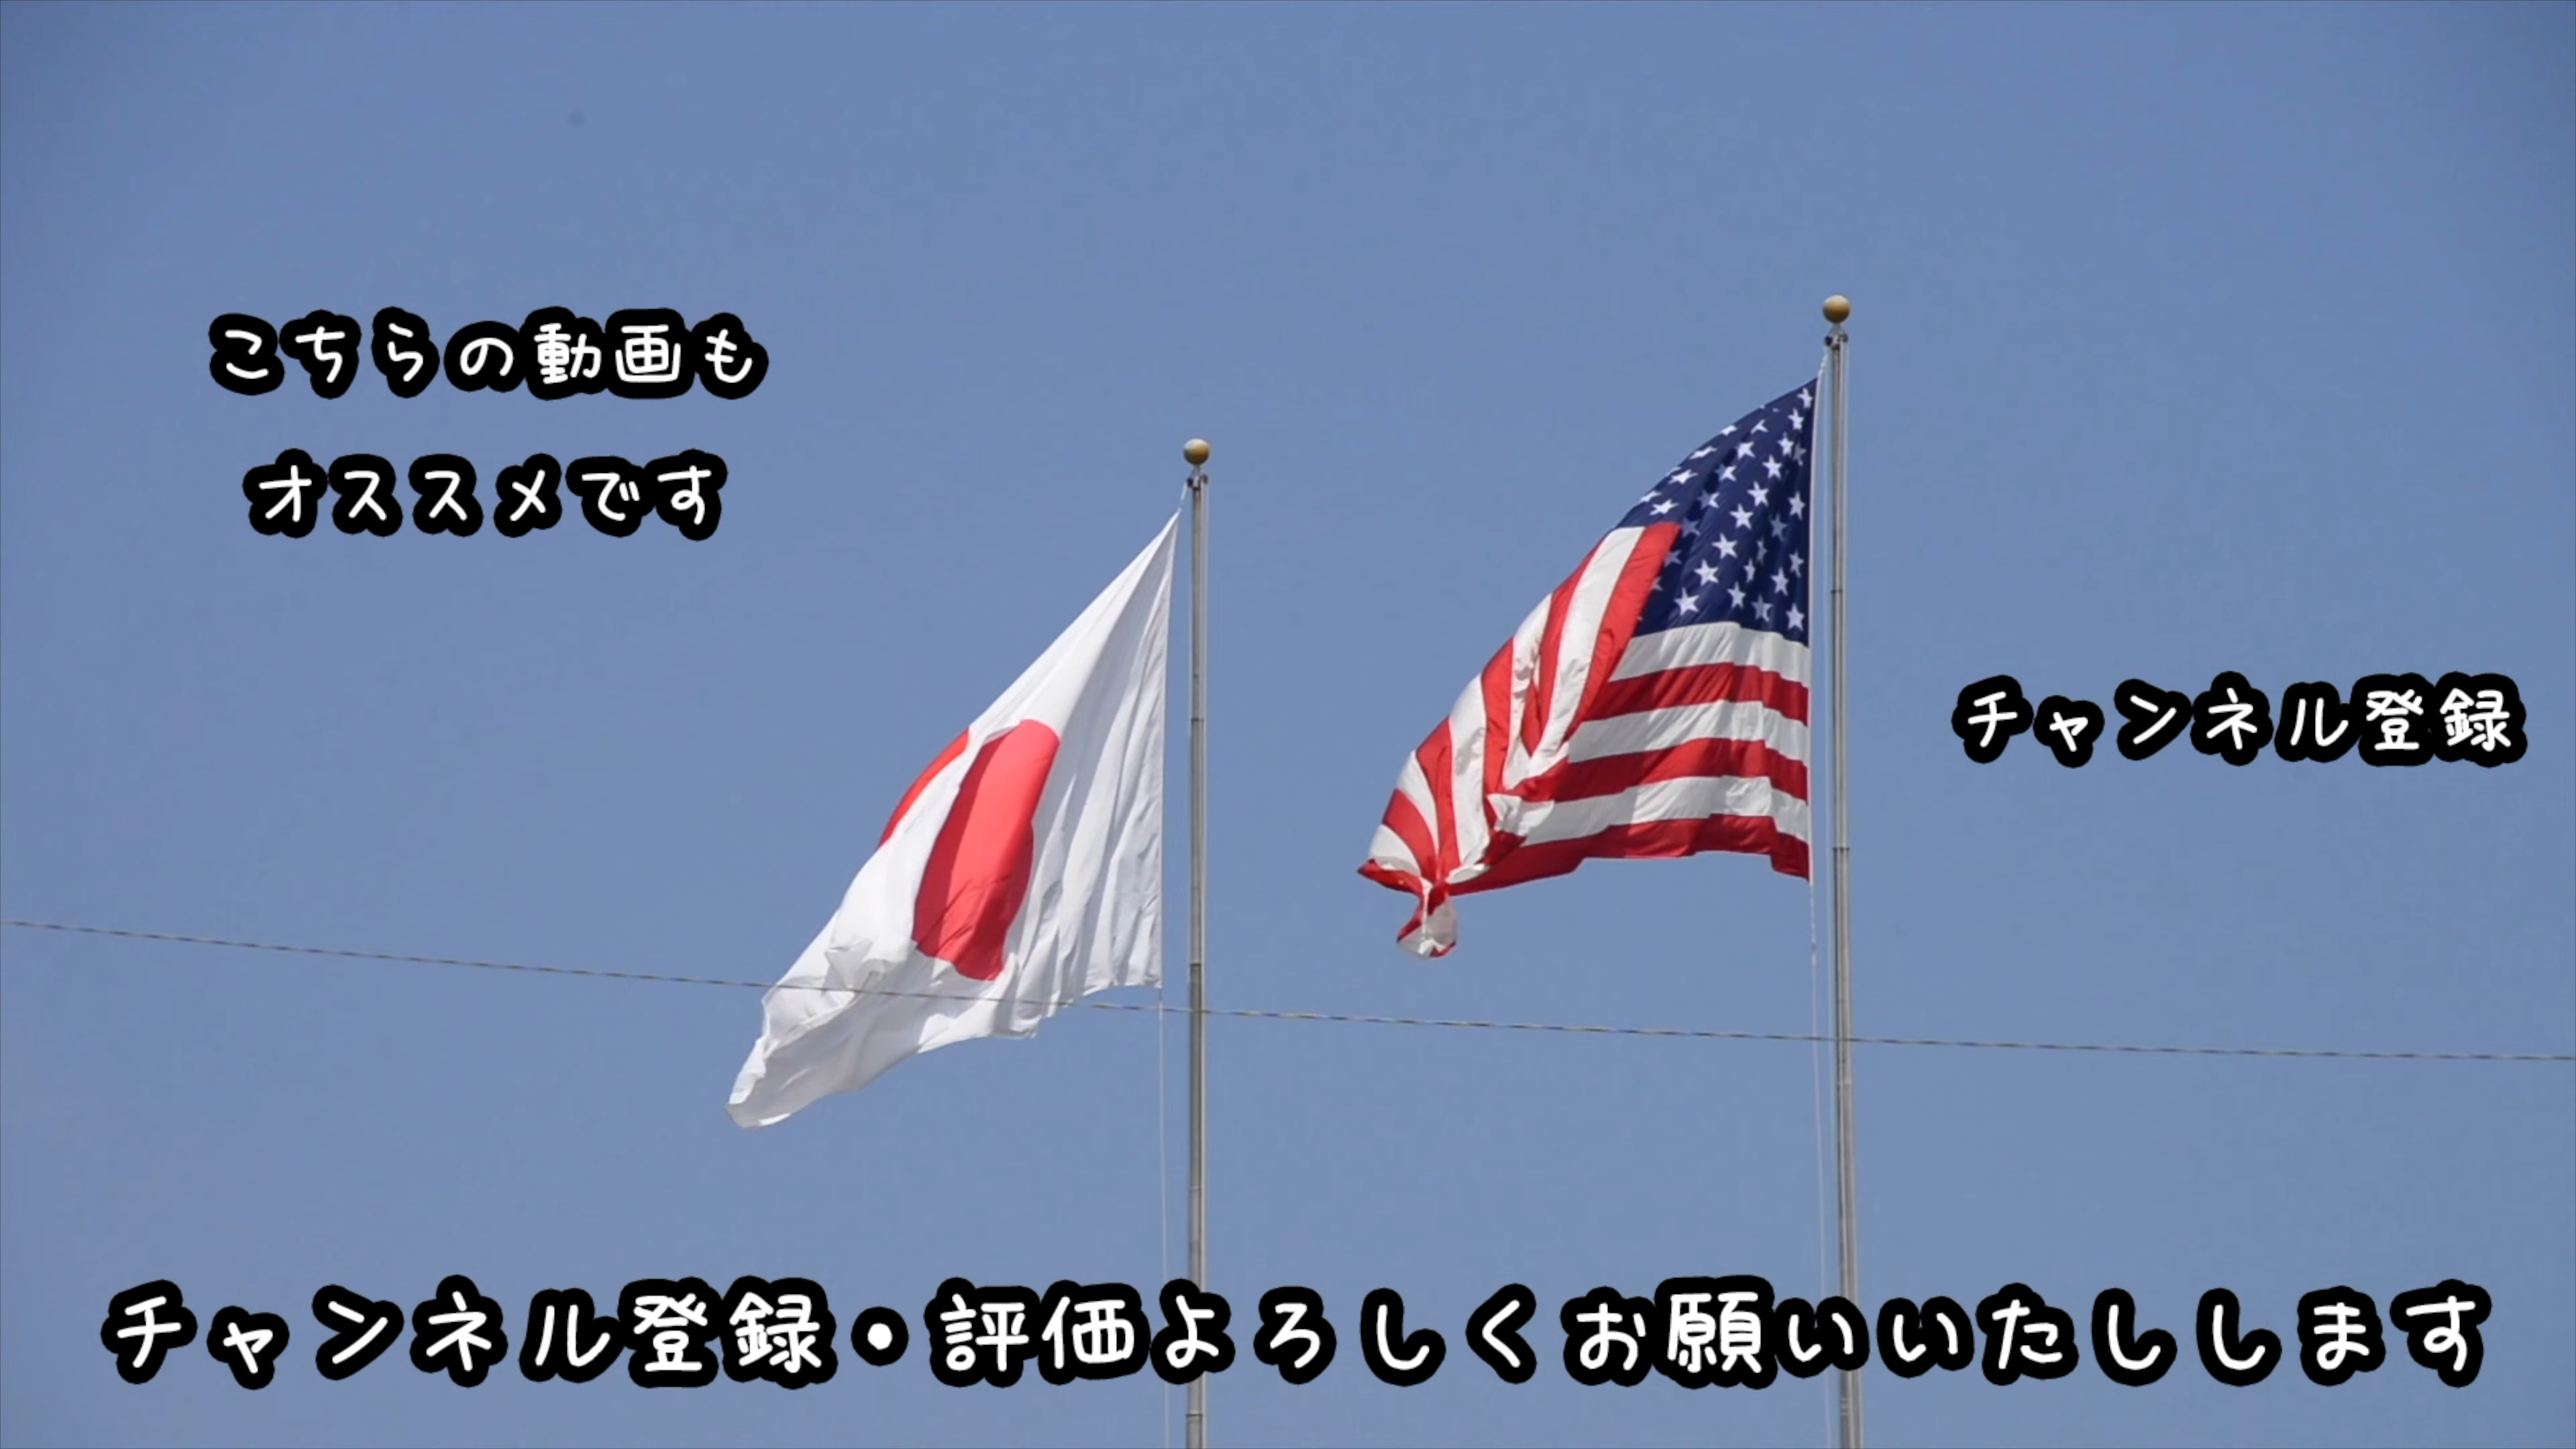 こちらの動画も
オススメです
チャンネル登録
チャンネル登録・評価よろしくお願いいたしします